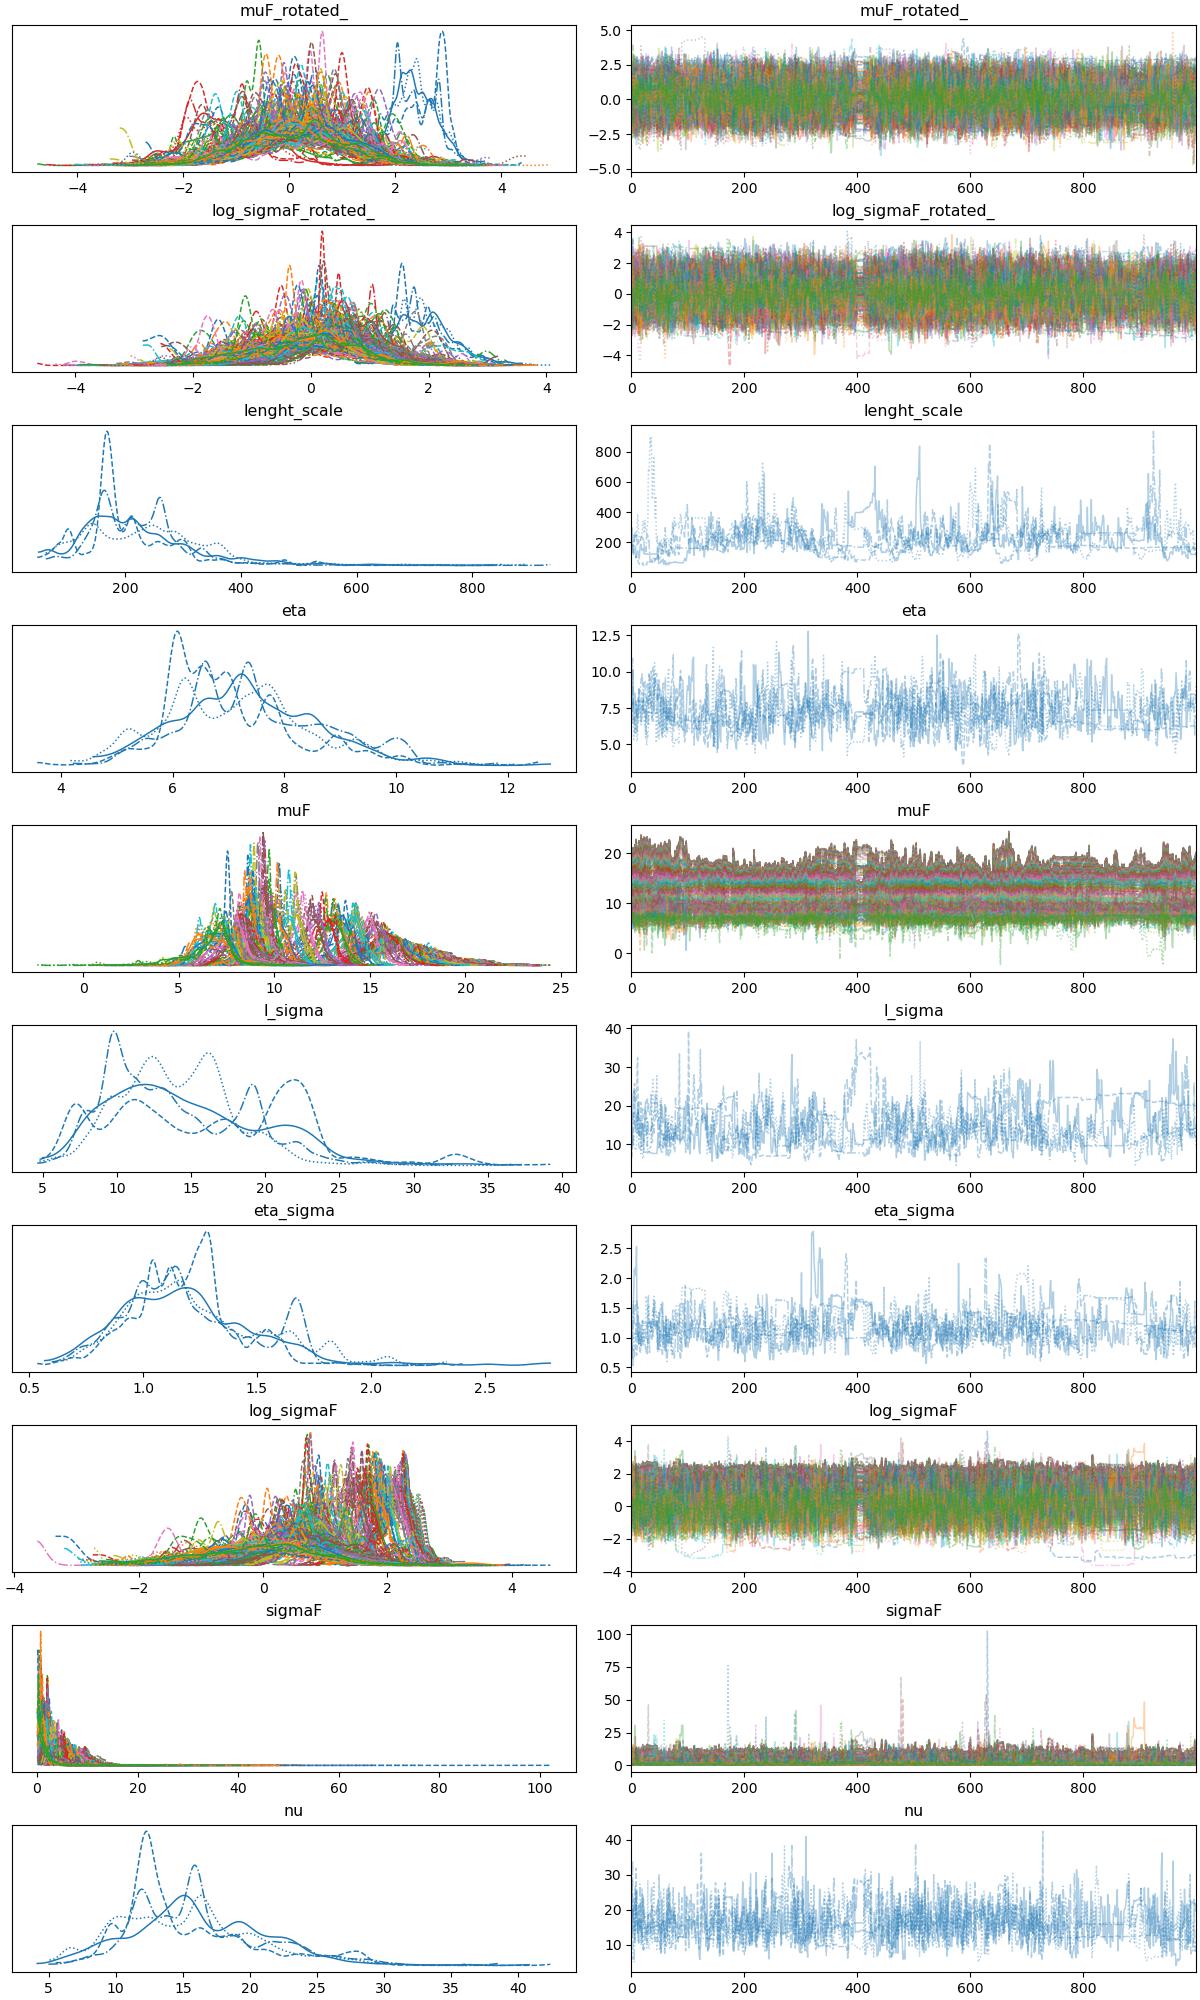 muF_rotated_ muF_rotated_
5.0
2.5
0.0
−2.5
−5.0
−4 −2 0 2 4 0 200 400 600 800
log_sigmaF_rotated_ log_sigmaF_rotated_
4
2
0
−2
−4
−4 −2 0 2 4 0 200 400 600 800
lenght_scale lenght_scale
800
600
400
200
200 400 600 800 0 200 400 600 800
eta eta
12.5
10.0
7.5
5.0
4 6 8 10 12 0 200 400 600 800
muF muF
20
10
0
0 5 10 15 20 25 0 200 400 600 800
l_sigma l_sigma
40
30
20
10
5 10 15 20 25 30 35 40 0 200 400 600 800
eta_sigma eta_sigma
2.5
2.0
1.5
1.0
0.5
0.5 1.0 1.5 2.0 2.5 0 200 400 600 800
log_sigmaF log_sigmaF
4
2
0
−2
−4
−4 −2 0 2 4 0 200 400 600 800
sigmaF sigmaF
100
75
50
25
0
0 20 40 60 80 100 0 200 400 600 800
nu nu
40
30
20
10
5 10 15 20 25 30 35 40 0 200 400 600 800